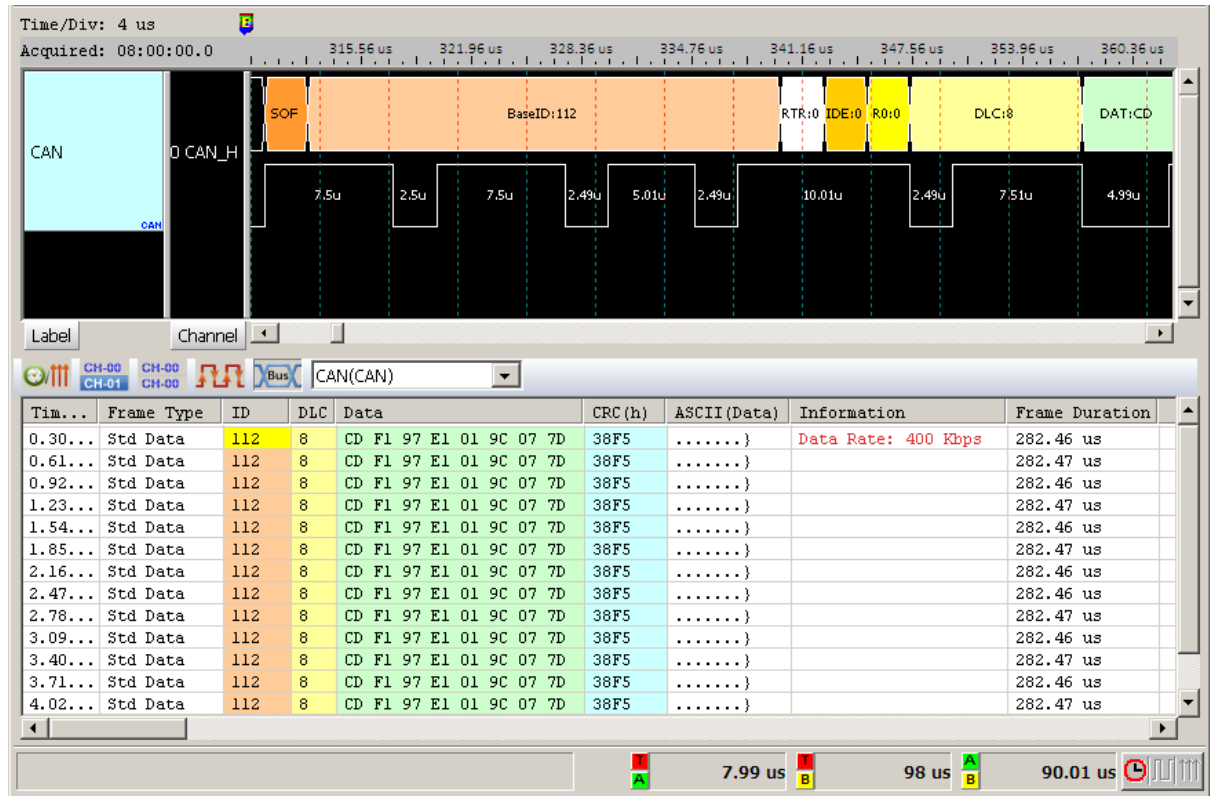 Time/Div: 4 us
Acquired: 08:00:00.0 315.56 us 321.96 us 328.36 us 334.76 us 341.16 us 347.56 us 353.96 us 360.36 us
SOF BaseID:112 RTR:0 IDE:0 R0:0 DLC:8 DAT:CD
CAN 0 CAN_H
7.5u 2.5u 7.5u 2.49u 5.01u 2.49u 10.01u 2.49u 7.51u 4.99u
CAN
Label Channel
CH-00 CH-00
CH-01 CH-00 Bus CAN(CAN)
Tim... Frame Type ID DLC Data CRC(h) ASCII(Data) Information Frame Duration
0.30... Std Data 112 8 CD F1 97 E1 01 9C 07 7D 38F5 .......} Data Rate: 400 Kbps 282.46 us
0.61... Std Data 112 8 CD F1 97 E1 01 9C 07 7D 38F5 .......} 282.47 us
0.92... Std Data 112 8 CD F1 97 E1 01 9C 07 7D 38F5 .......} 282.46 us
1.23... Std Data 112 8 CD F1 97 E1 01 9C 07 7D 38F5 .......} 282.47 us
1.54... Std Data 112 8 CD F1 97 E1 01 9C 07 7D 38F5 .......} 282.46 us
1.85... Std Data 112 8 CD F1 97 E1 01 9C 07 7D 38F5 .......} 282.47 us
2.16... Std Data 112 8 CD F1 97 E1 01 9C 07 7D 38F5 .......} 282.46 us
2.47... Std Data 112 8 CD F1 97 E1 01 9C 07 7D 38F5 .......} 282.47 us
2.78... Std Data 112 8 CD F1 97 E1 01 9C 07 7D 38F5 .......} 282.46 us
3.09... Std Data 112 8 CD F1 97 E1 01 9C 07 7D 38F5 .......} 282.46 us
3.40... Std Data 112 8 CD F1 97 E1 01 9C 07 7D 38F5 .......} 282.47 us
3.71... Std Data 112 8 CD F1 97 E1 01 9C 07 7D 38F5 .......} 282.46 us
4.02... Std Data 112 8 CD F1 97 E1 01 9C 07 7D 38F5 .......} 282.47 us
T A 7.99 us T B 98 us A B 90.01 us